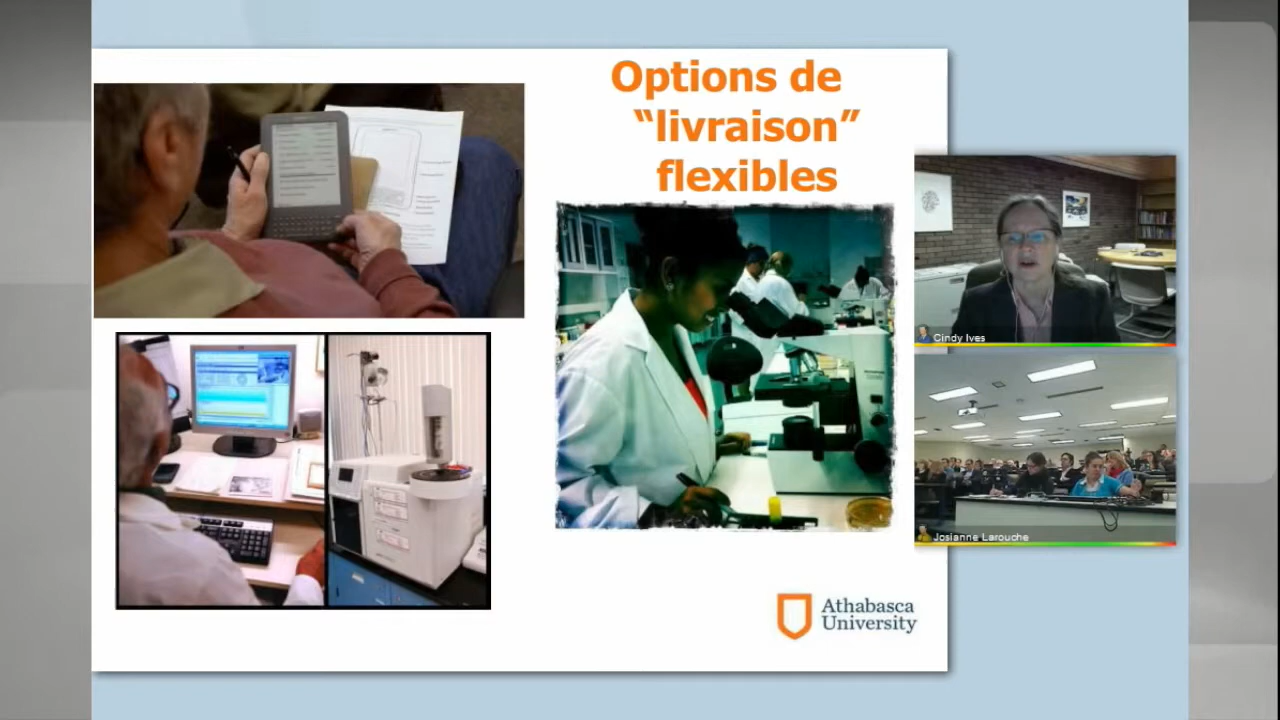 Options de
“livraison”
flexibles
Cindy Ives
Josianne Larouche
Athabasca
University